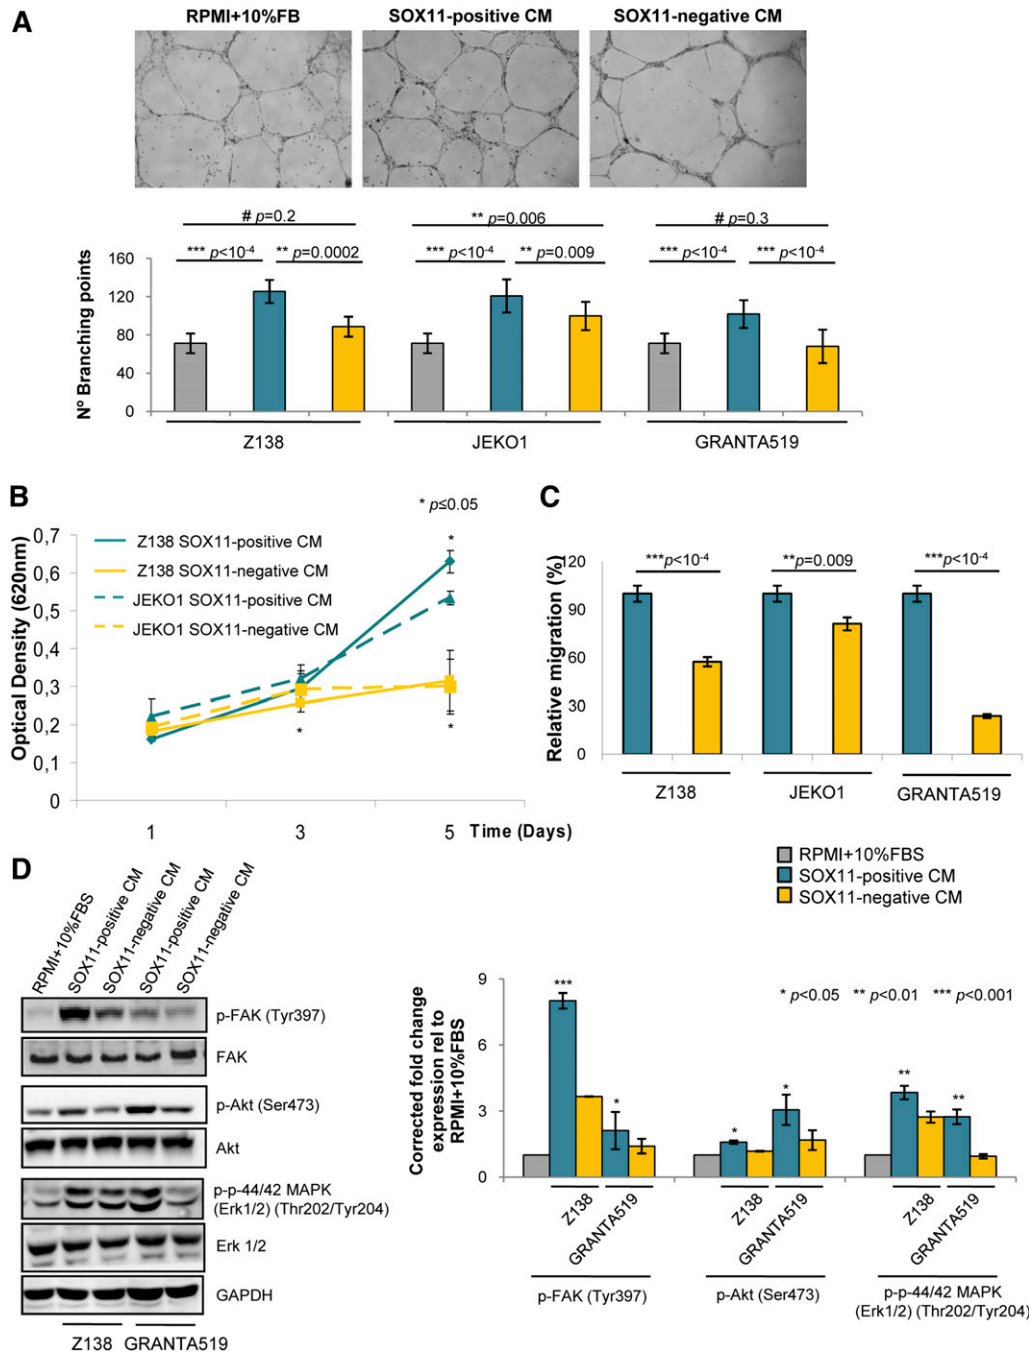 A
RPMI+10%FB SOX11-positive CM SOX11-negative CM
# p=0.2 ** p=0.006 # p=0.3
*** p<10-4 ** p=0.0002 *** p<10-4 ** p=0.009 *** p<10-4 *** p<10-4
Nº Branching points
160
120
80
40
0
Z138 JEKO1 GRANTA519
B
* p≤0.05
Optical Density (620nm)
0,7
0,6
0,5
0,4
0,3
0,2
0,1
0
Z138 SOX11-positive CM
Z138 SOX11-negative CM
JEKO1 SOX11-positive CM
JEKO1 SOX11-negative CM
*
* *
1 3 5 Time (Days)
C
Relative migration (%)
120
90
60
30
0
***p<10-4 **p=0.009 ***p<10-4
Z138 JEKO1 GRANTA519
RPMI+10%FBS
SOX11-positive CM
SOX11-negative CM
D
RPMI+10%FBS
SOX11-positive CM
SOX11-negative CM
SOX11-positive CM
SOX11-negative CM
p-FAK (Tyr397)
FAK
p-Akt (Ser473)
Akt
p-p-44/42 MAPK
(Erk1/2) (Thr202/Tyr204)
Erk 1/2
GAPDH
Z138 GRANTA519
Corrected fold change
expression rel to
RPMI+10%FBS
9
6
3
0
* p<0.05 ** p<0.01 *** p<0.001
*** * * * ** **
Z138 GRANTA519 Z138 GRANTA519 Z138 GRANTA519
p-FAK (Tyr397) p-Akt (Ser473) p-p-44/42 MAPK
(Erk1/2) (Thr202/Tyr204)